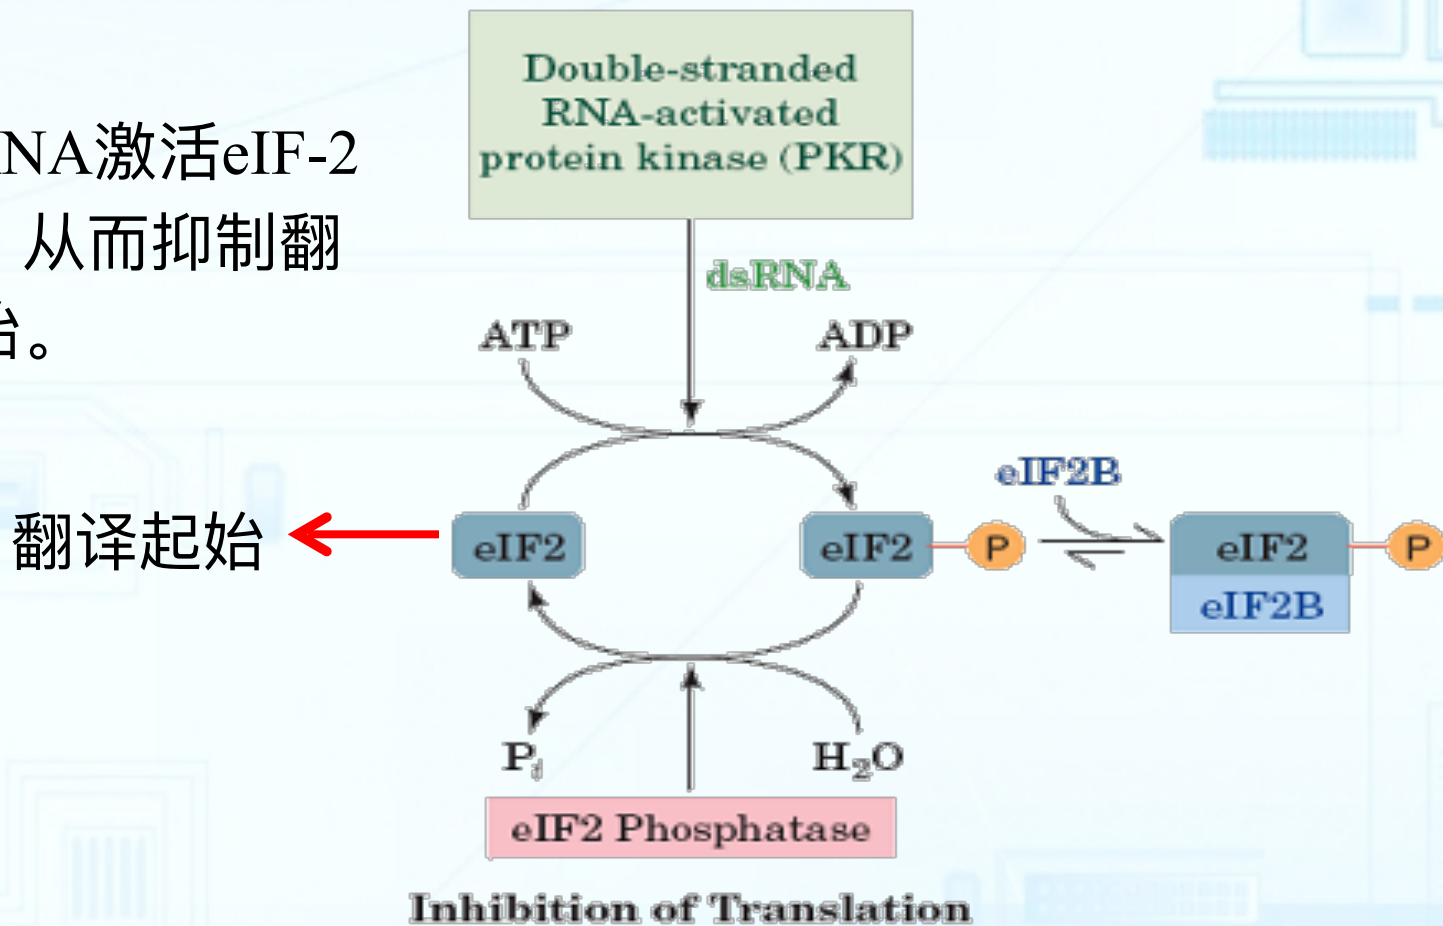 Double-stranded
RNA-activated
protein kinase (PKR)
NA激活eIF-2
从而抑制翻
。
dsRNA
ATP
ADP
eIF2B
翻译起始
eIF2
eIF2
P
eIF2
P
eIF2B
Pi
H₂O
eIF2 Phosphatase
Inhibition of Translation